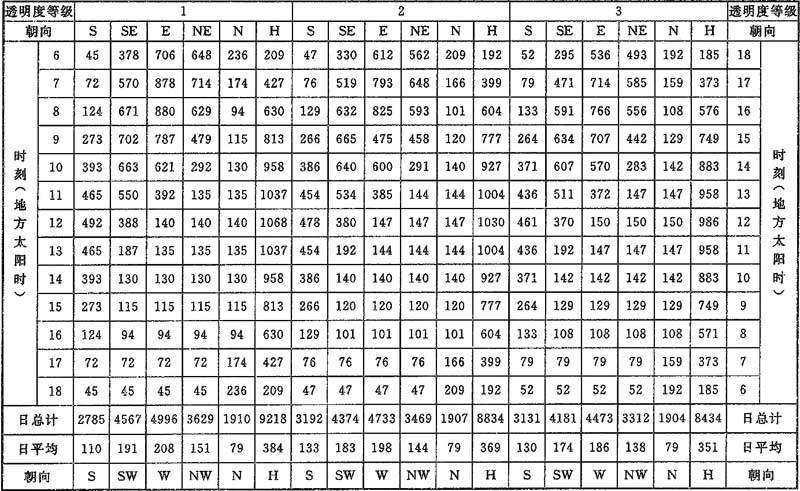 透明度等级 1 2 3 透明度等级
朝向 S SE E NE N H S SE E NE N H S SE E NE N H 朝向
时刻(地方太阳时) 时刻(地方太阳时)
6 45 378 706 648 236 209 47 330 612 562 209 192 52 295 536 493 192 185 18
7 72 570 878 714 174 427 76 519 793 648 166 399 79 471 714 585 159 373 17
8 124 671 880 629 94 630 129 632 825 593 101 604 133 591 766 556 108 576 16
9 273 702 787 479 115 813 266 665 475 458 120 777 264 634 707 442 129 749 15
10 393 663 621 292 130 958 386 640 600 291 140 927 371 607 570 283 142 883 14
11 465 550 392 135 135 1037 454 534 385 144 144 1004 436 511 372 147 147 958 13
12 492 388 140 140 140 1068 478 380 147 147 147 1030 461 370 150 150 150 986 12
13 465 187 135 135 135 1037 454 192 144 144 144 1004 436 192 147 147 147 958 11
14 393 130 130 130 130 958 386 140 140 140 140 927 371 142 142 142 142 883 10
15 273 115 115 115 115 813 266 120 120 120 120 777 264 129 129 129 129 749 9
16 124 94 94 94 94 630 129 101 101 101 101 604 133 108 108 108 108 571 8
17 72 72 72 72 174 427 76 76 76 76 166 399 79 79 79 79 159 373 7
18 45 45 45 45 236 209 47 47 47 47 209 192 52 52 52 52 192 185 6
日总计 2785 4567 4996 3629 1910 9218 3192 4374 4733 3469 1907 8834 3131 4181 4473 3312 1904 8434 日总计
日平均 110 191 208 151 79 384 133 183 198 144 79 369 130 174 186 138 79 351 日平均
朝向 S SW W NW N H S SW W NW N H S SW W NW N H 朝向